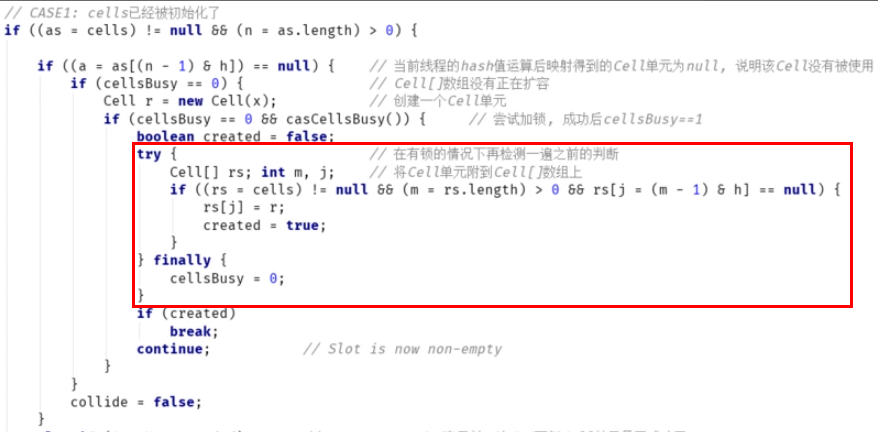 // CASE1: cells已经被初始化了
if ((as = cells) != null && (n = as.length) > 0) {
if ((a = as[(n - 1) & h]) == null) { // 当前线程的hash值运算后映射得到的Cell单元为null, 说明该Cell没有被使用
if (cellsBusy == 0) { // Cell[]数组没有正在扩容
Cell r = new Cell(x); // 创建一个Cell单元
if (cellsBusy == 0 && casCellsBusy()) { // 尝试加锁, 成功后cellsBusy==1
boolean created = false;
try { // 在有锁的情况下再检测一遍之前的判断
Cell[] rs; int m, j; // 将Cell单元附到Cell[]数组上
if ((rs = cells) != null && (m = rs.length) > 0 && rs[j = (m - 1) & h] == null) {
rs[j] = r;
created = true;
}
} finally {
cellsBusy = 0;
}
if (created)
break;
continue; // Slot is now non-empty
}
}
collide = false;
}